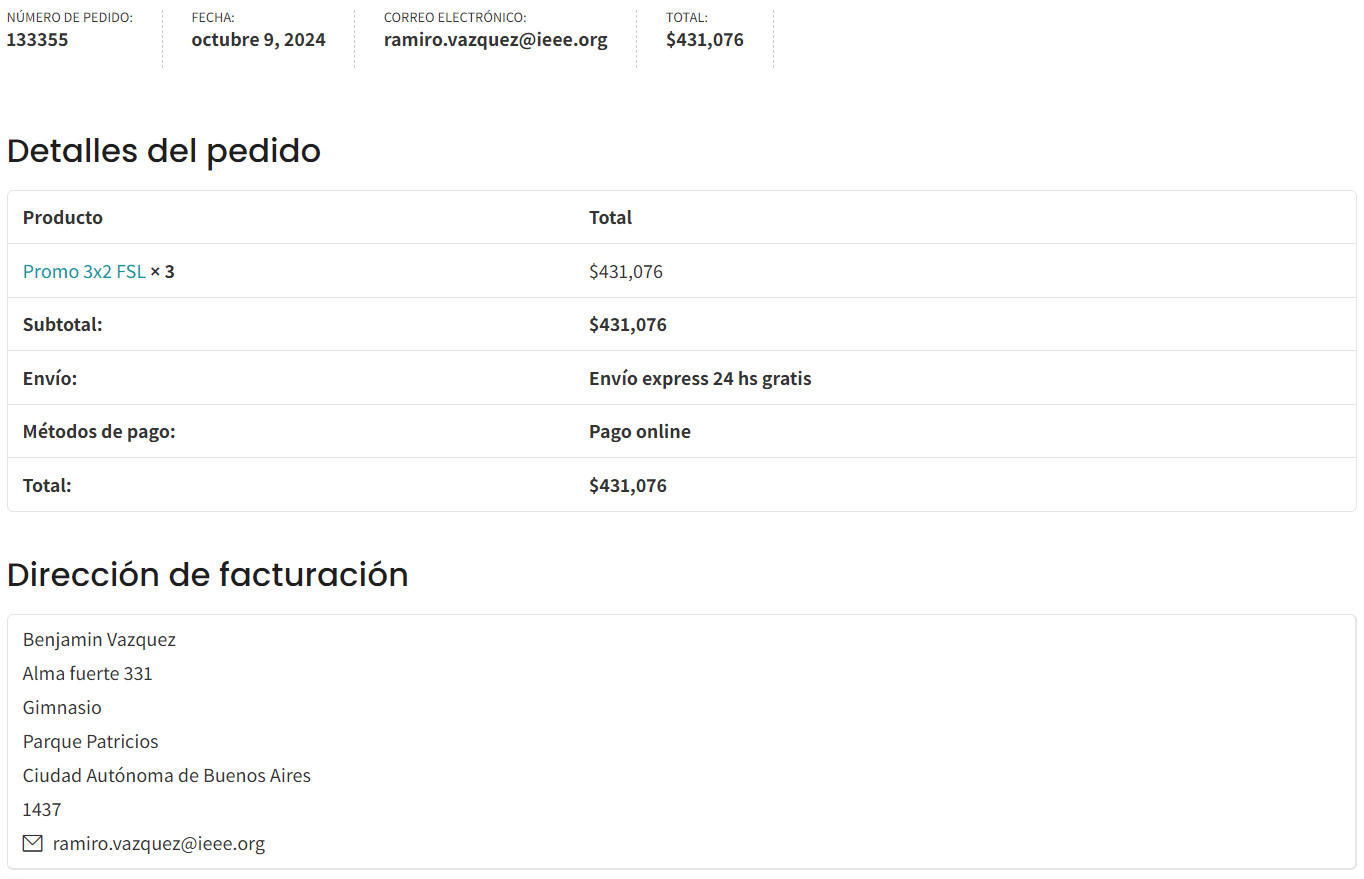 NÚMERO DE PEDIDO:
133355
FECHA:
octubre 9, 2024
CORREO ELECTRÓNICO:
ramiro.vazquez@ieee.org
TOTAL:
$431,076
Detalles del pedido
Producto Total
Promo 3x2 FSL × 3 $431,076
Subtotal: $431,076
Envío: Envío express 24 hs gratis
Métodos de pago: Pago online
Total: $431,076
Dirección de facturación
Benjamin Vazquez
Alma fuerte 331
Gimnasio
Parque Patricios
Ciudad Autónoma de Buenos Aires
1437
ramiro.vazquez@ieee.org